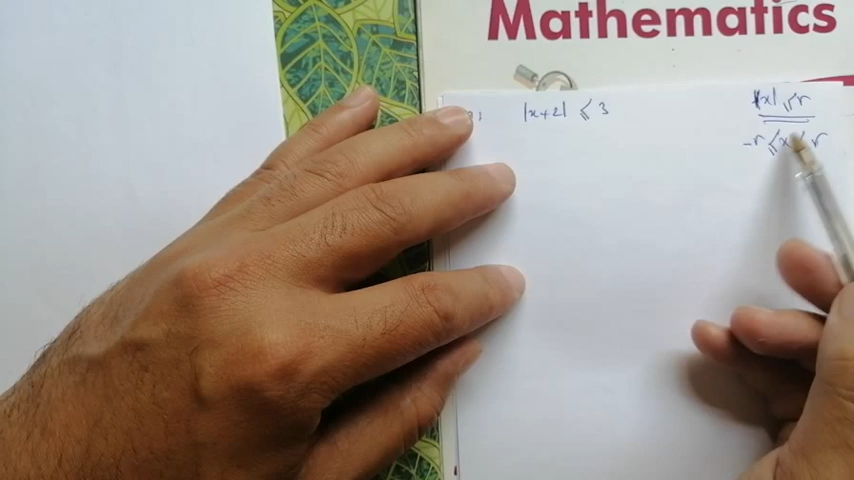 Mathematics
|x+2| ⩽ 3
|x| ⩽ r
-r ⩽ x ⩽ r